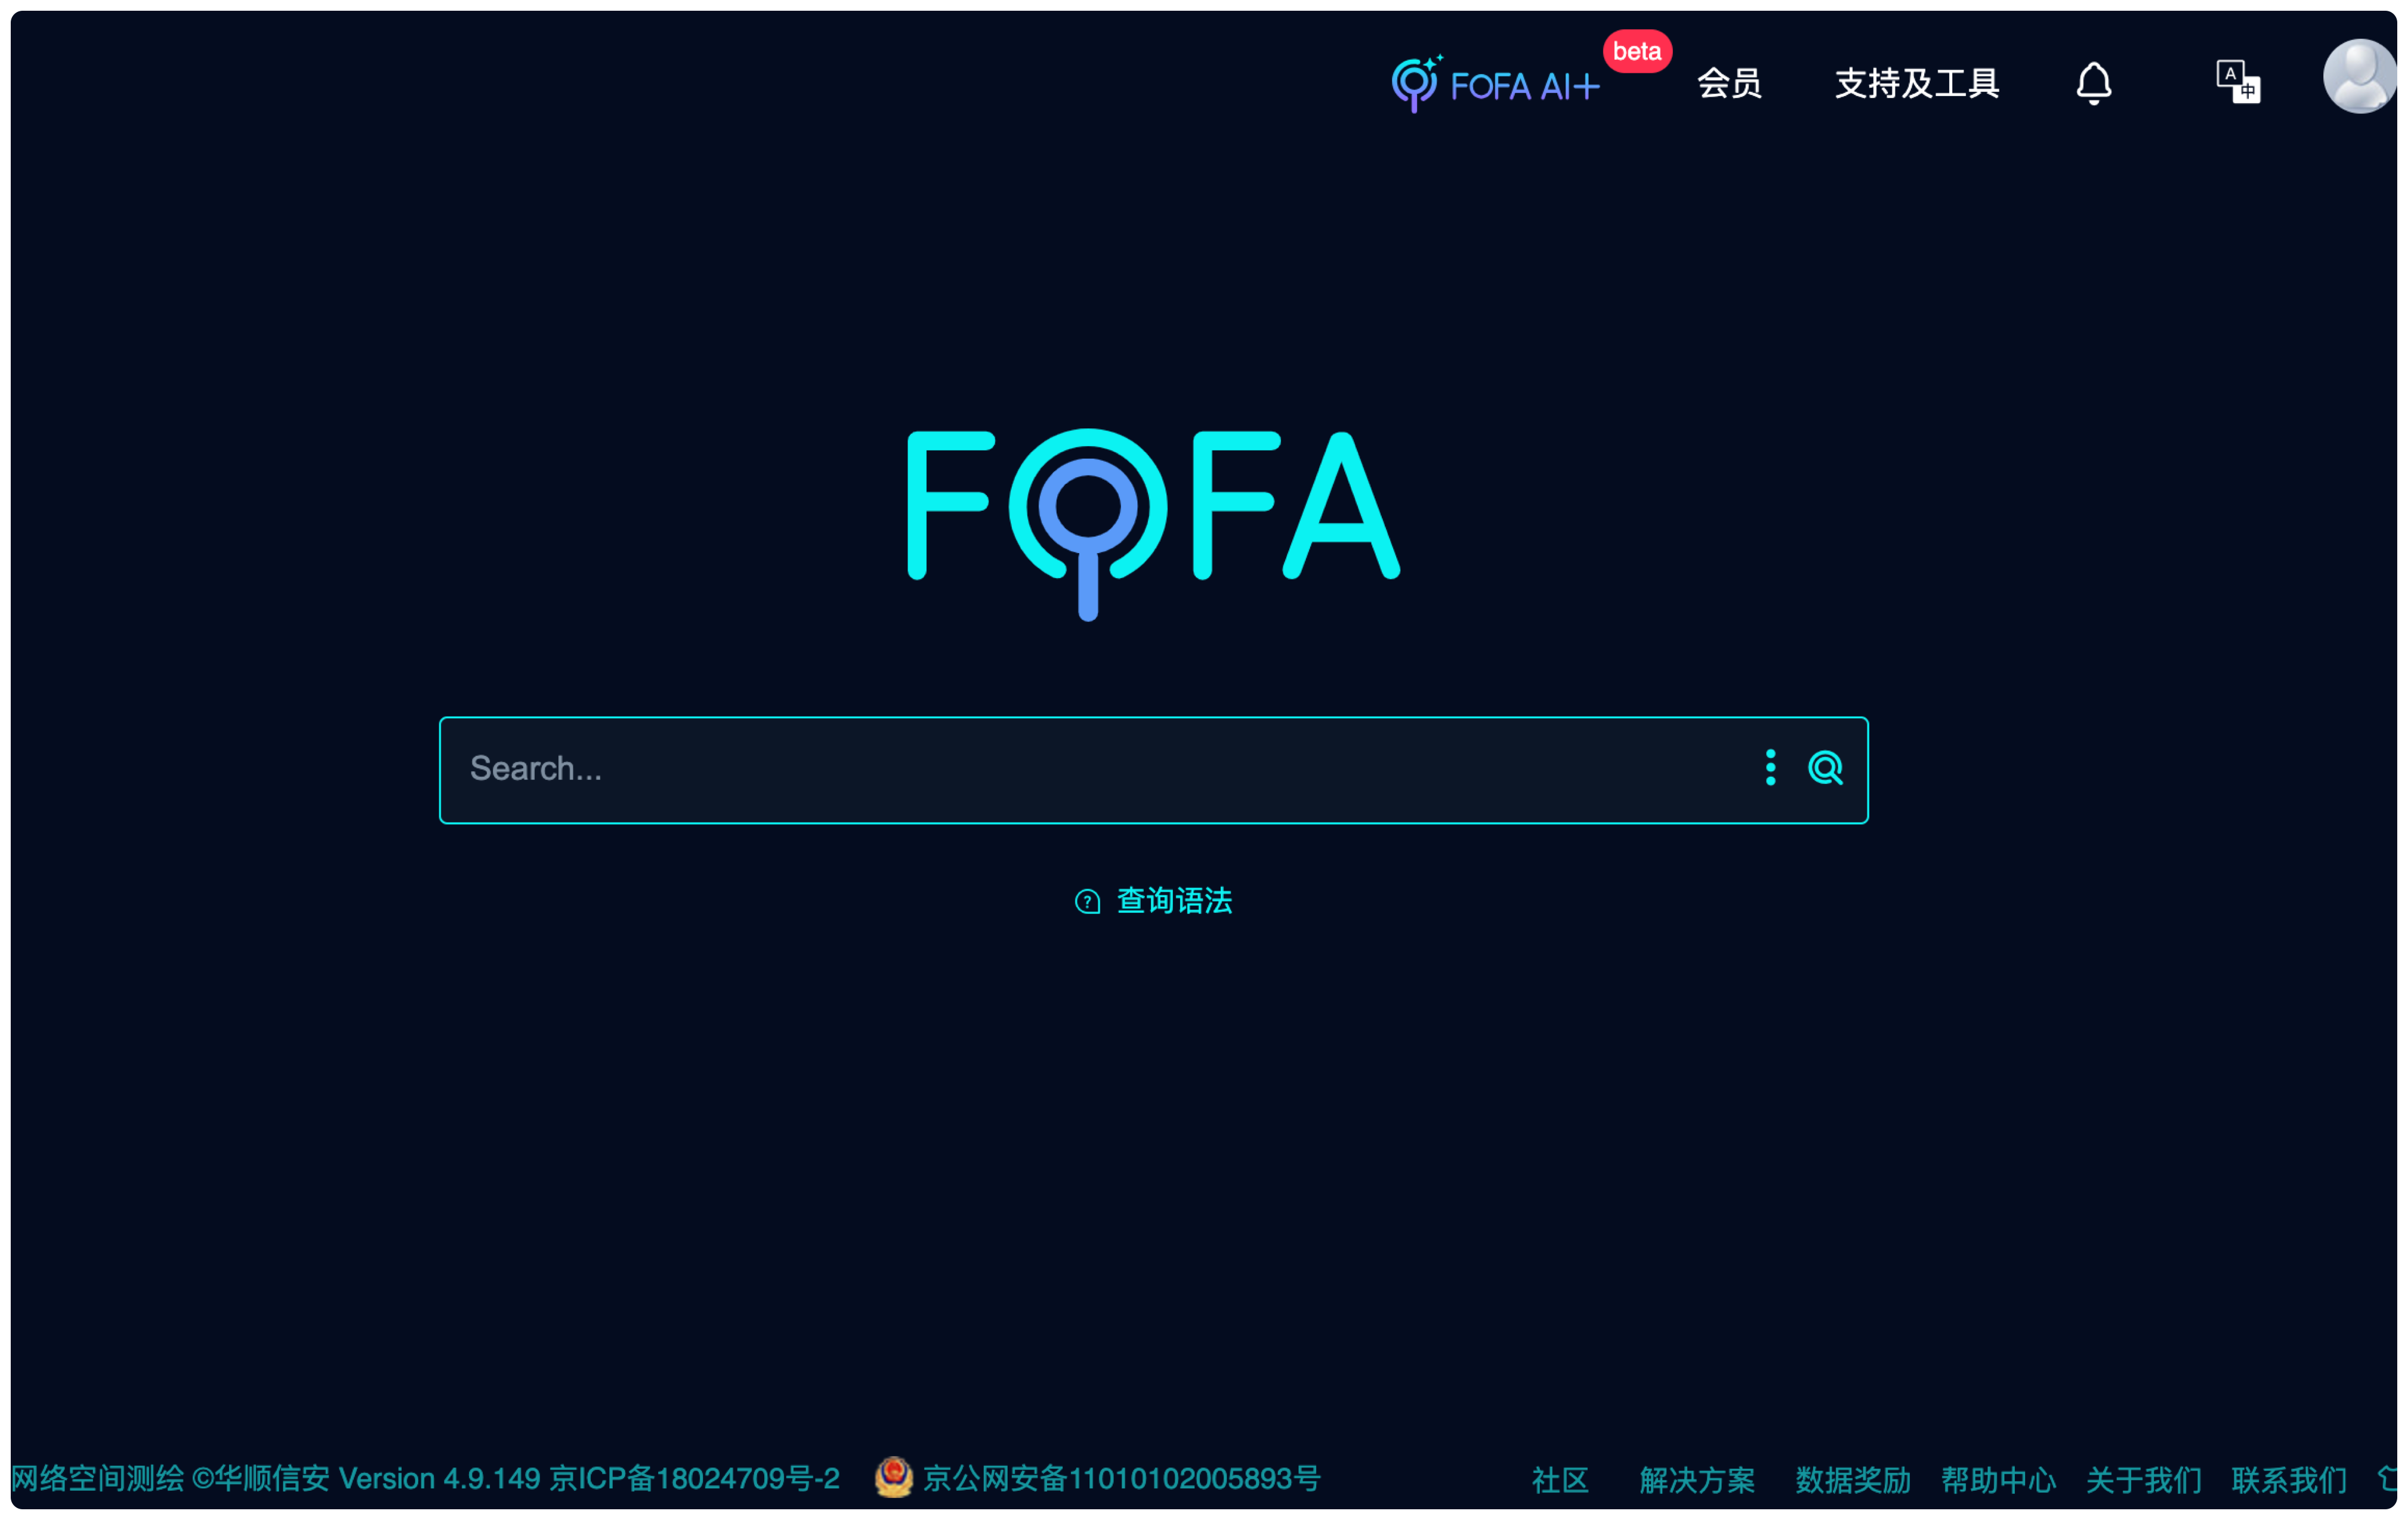 FOFA AI+ beta 会员 支持及工具 A 中
FOFA
Search...
? 查询语法
网络空间测绘 ©华顺信安 Version 4.9.149 京ICP备18024709号-2 京公网安备11010102005893号 社区 解决方案 数据奖励 帮助中心 关于我们 联系我们